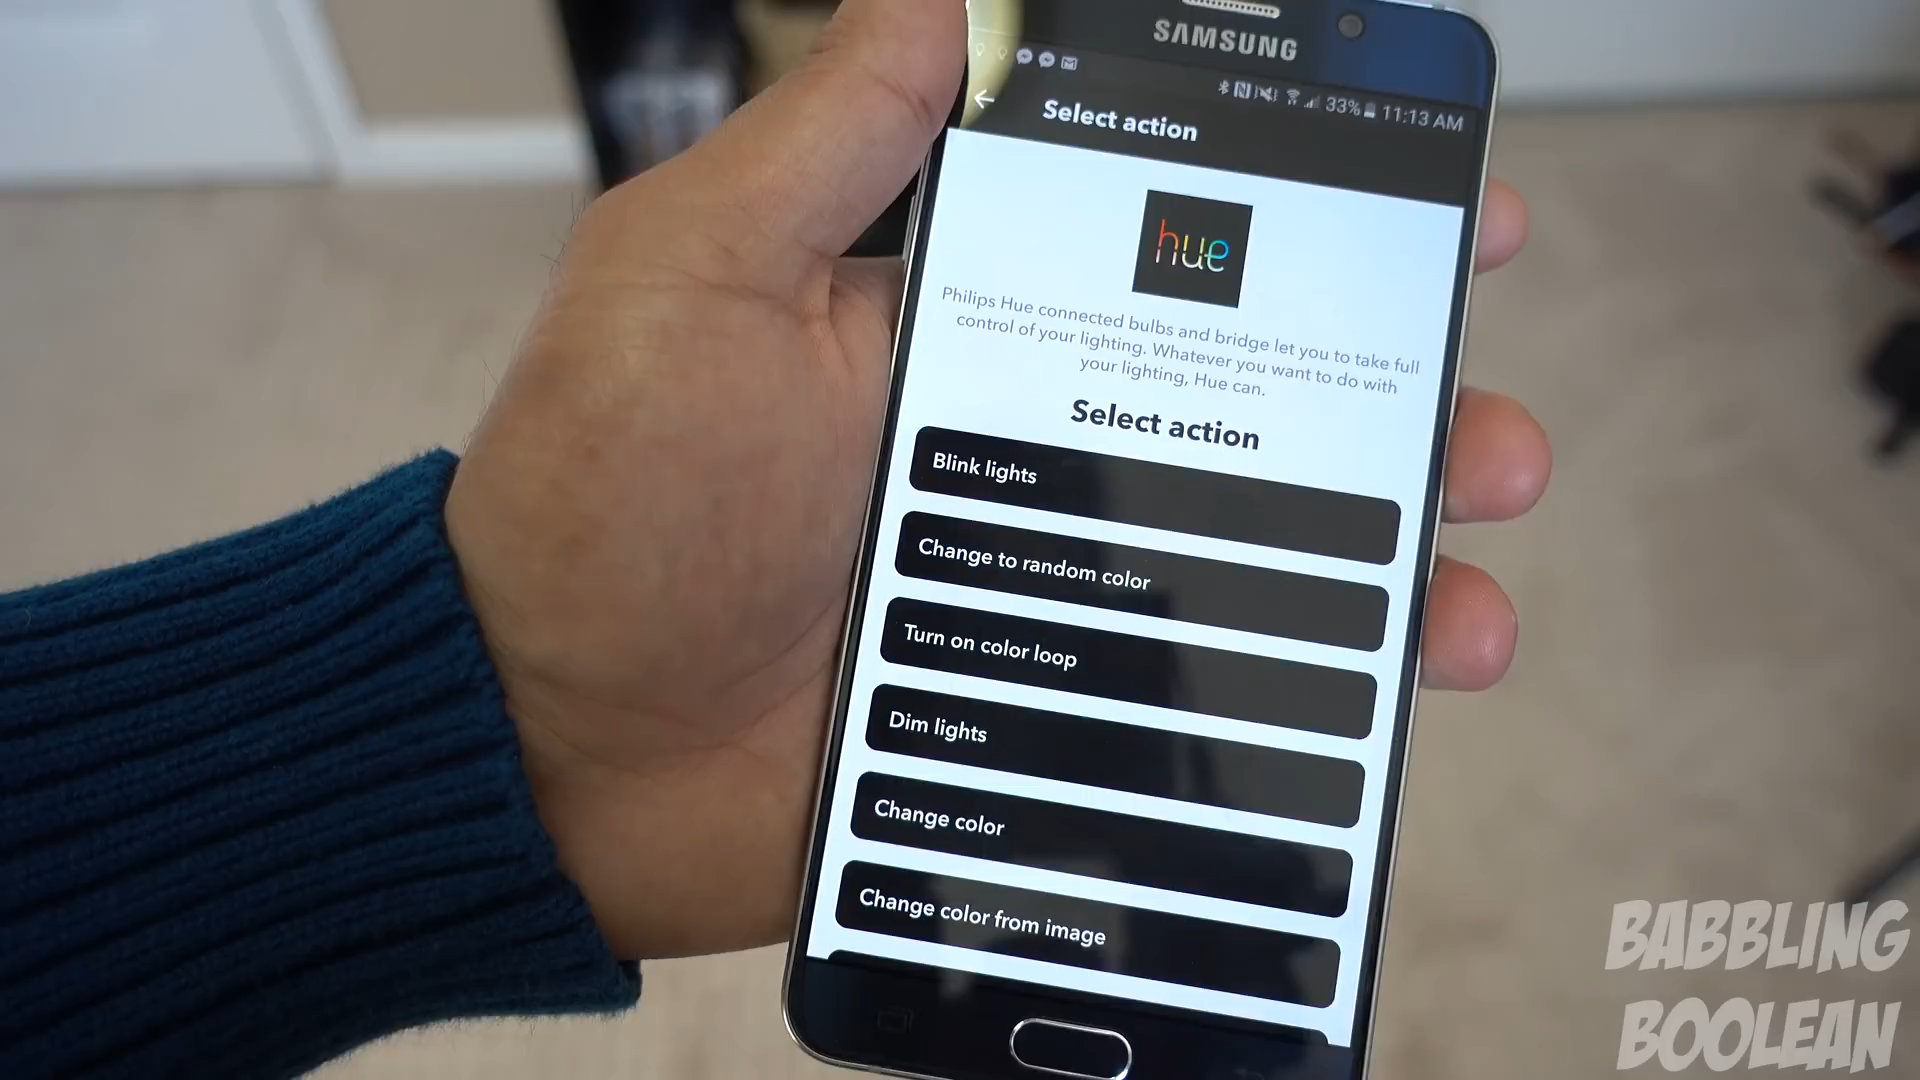 SAMSUNG
33% 11:13 AM
Select action
hue
Philips Hue connected bulbs and bridge let you to take full
control of your lighting. Whatever you want to do with
your lighting, Hue can.
Select action
Blink lights
Change to random color
Turn on color loop
Dim lights
Change color
Change color from image
BABBLING
BOOLEAN